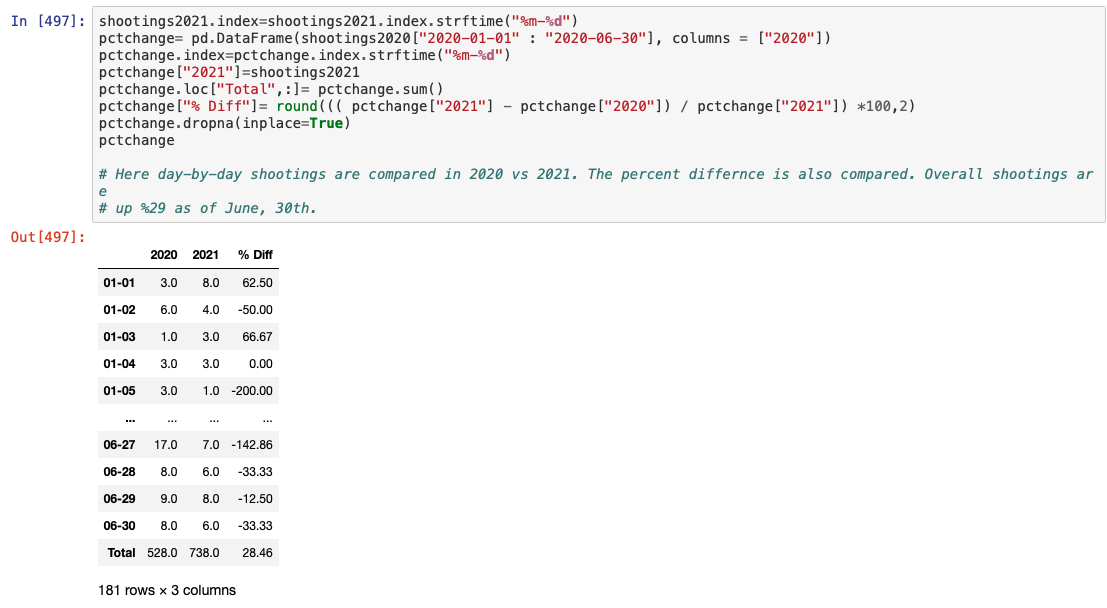 In [497]: shootings2021.index=shootings2021.index.strftime("%m-%d")
pctchange= pd.DataFrame(shootings2020["2020-01-01" : "2020-06-30"], columns = ["2020"])
pctchange.index=pctchange.index.strftime("%m-%d")
pctchange["2021"]=shootings2021
pctchange.loc["Total",:]= pctchange.sum()
pctchange["% Diff"]= round((( pctchange["2021"] - pctchange["2020"]) / pctchange["2021"]) *100,2)
pctchange.dropna(inplace=True)
pctchange
# Here day-by-day shootings are compared in 2020 vs 2021. The percent differnce is also compared. Overall shootings ar
e
# up %29 as of June, 30th.
Out[497]:
2020 2021 % Diff
01-01 3.0 8.0 62.50
01-02 6.0 4.0 -50.00
01-03 1.0 3.0 66.67
01-04 3.0 3.0 0.00
01-05 3.0 1.0 -200.00
... ... ... ...
06-27 17.0 7.0 -142.86
06-28 8.0 6.0 -33.33
06-29 9.0 8.0 -12.50
06-30 8.0 6.0 -33.33
Total 528.0 738.0 28.46
181 rows × 3 columns